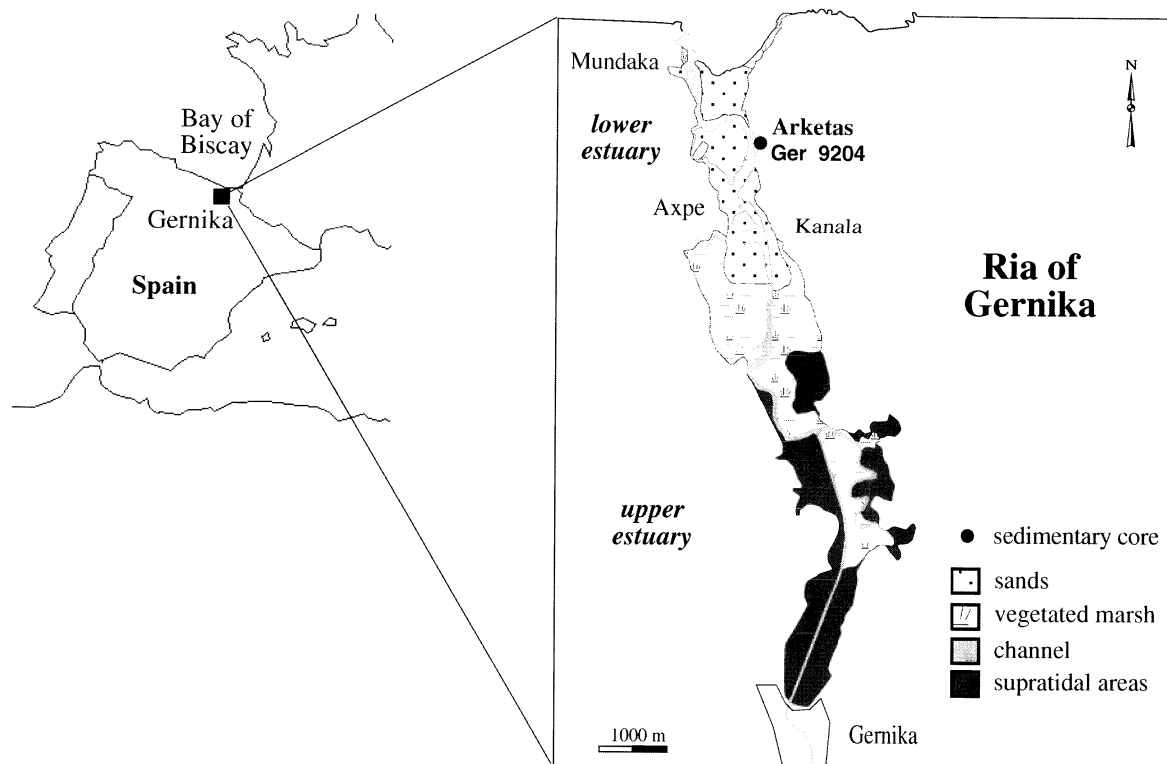 Bay of
Biscay
Gernika
Spain
Mundaka
lower
estuary
Arketas
Ger 9204
Axpe
Kanala
N
Ria of
Gernika
upper
estuary
sedimentary core
sands
vegetated marsh
channel
supratidal areas
1000 m
Gernika